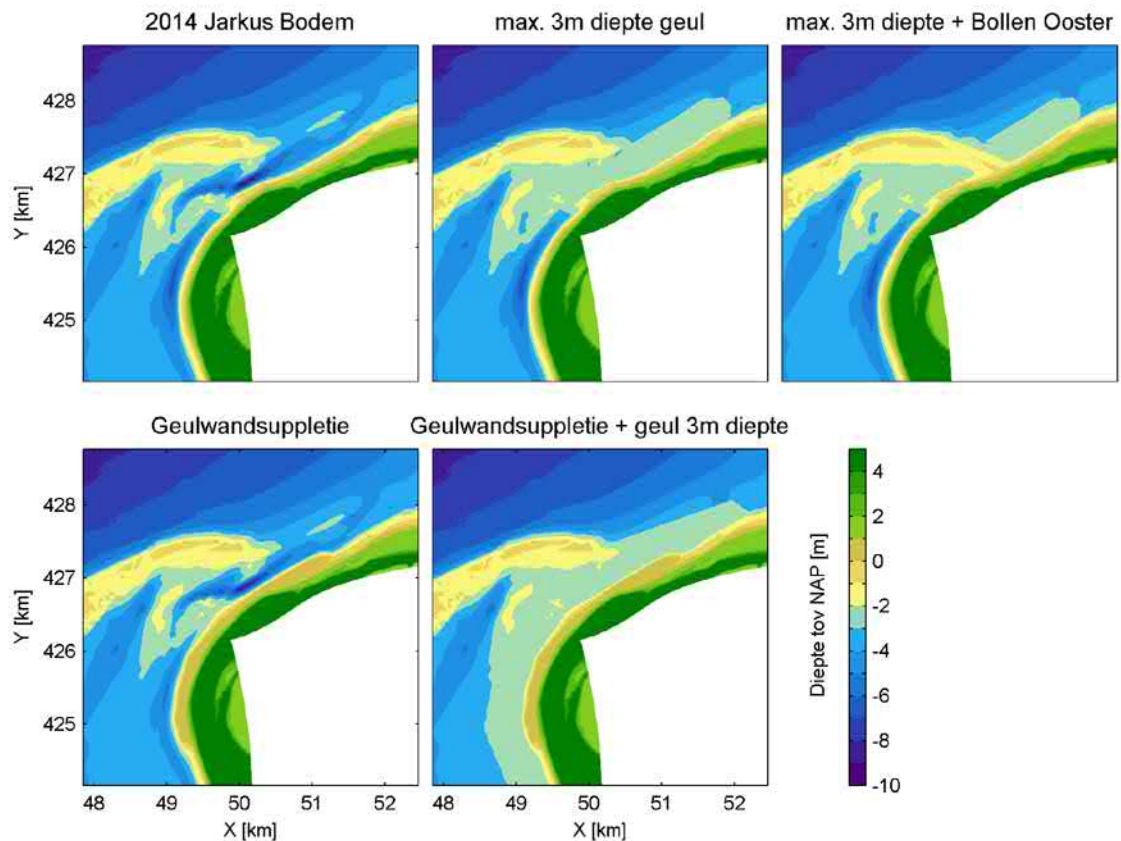 2014 Jarkus Bodem
max. 3m diepte geul
max. 3m diepte + Bollen Ooster
Y [km]
428
427
426
425
Geulwandsuppletie
Geulwandsuppletie + geul 3m diepte
Y [km]
428
427
426
425
48 49 50 51 52
X [km]
48 49 50 51 52
X [km]
Diepte tov NAP [m]
4
2
0
-2
-4
-6
-8
-10